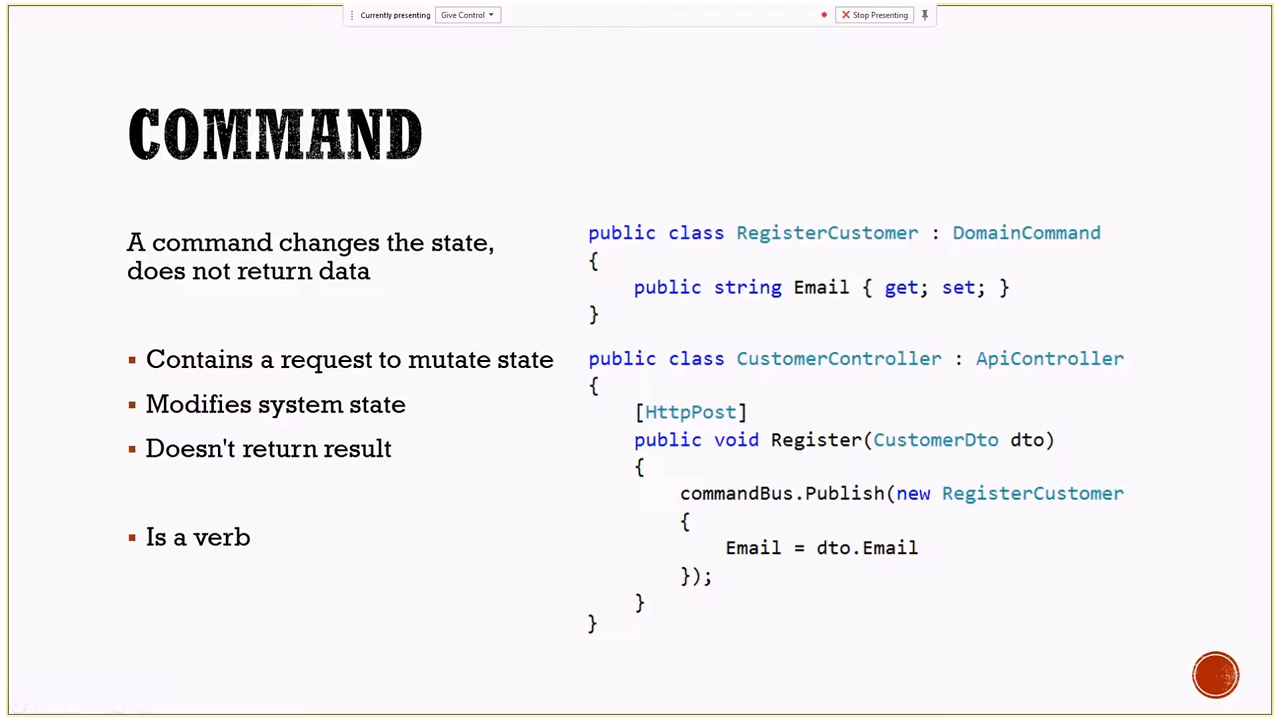 Currently presenting Give Control Stop Presenting
COMMAND
A command changes the state,
does not return data
Contains a request to mutate state
Modifies system state
Doesn't return result
Is a verb
public class RegisterCustomer : DomainCommand
{
public string Email { get; set; }
}
public class CustomerController : ApiController
{
[HttpPost]
public void Register(CustomerDto dto)
{
commandBus.Publish(new RegisterCustomer
{
Email = dto.Email
});
}
}